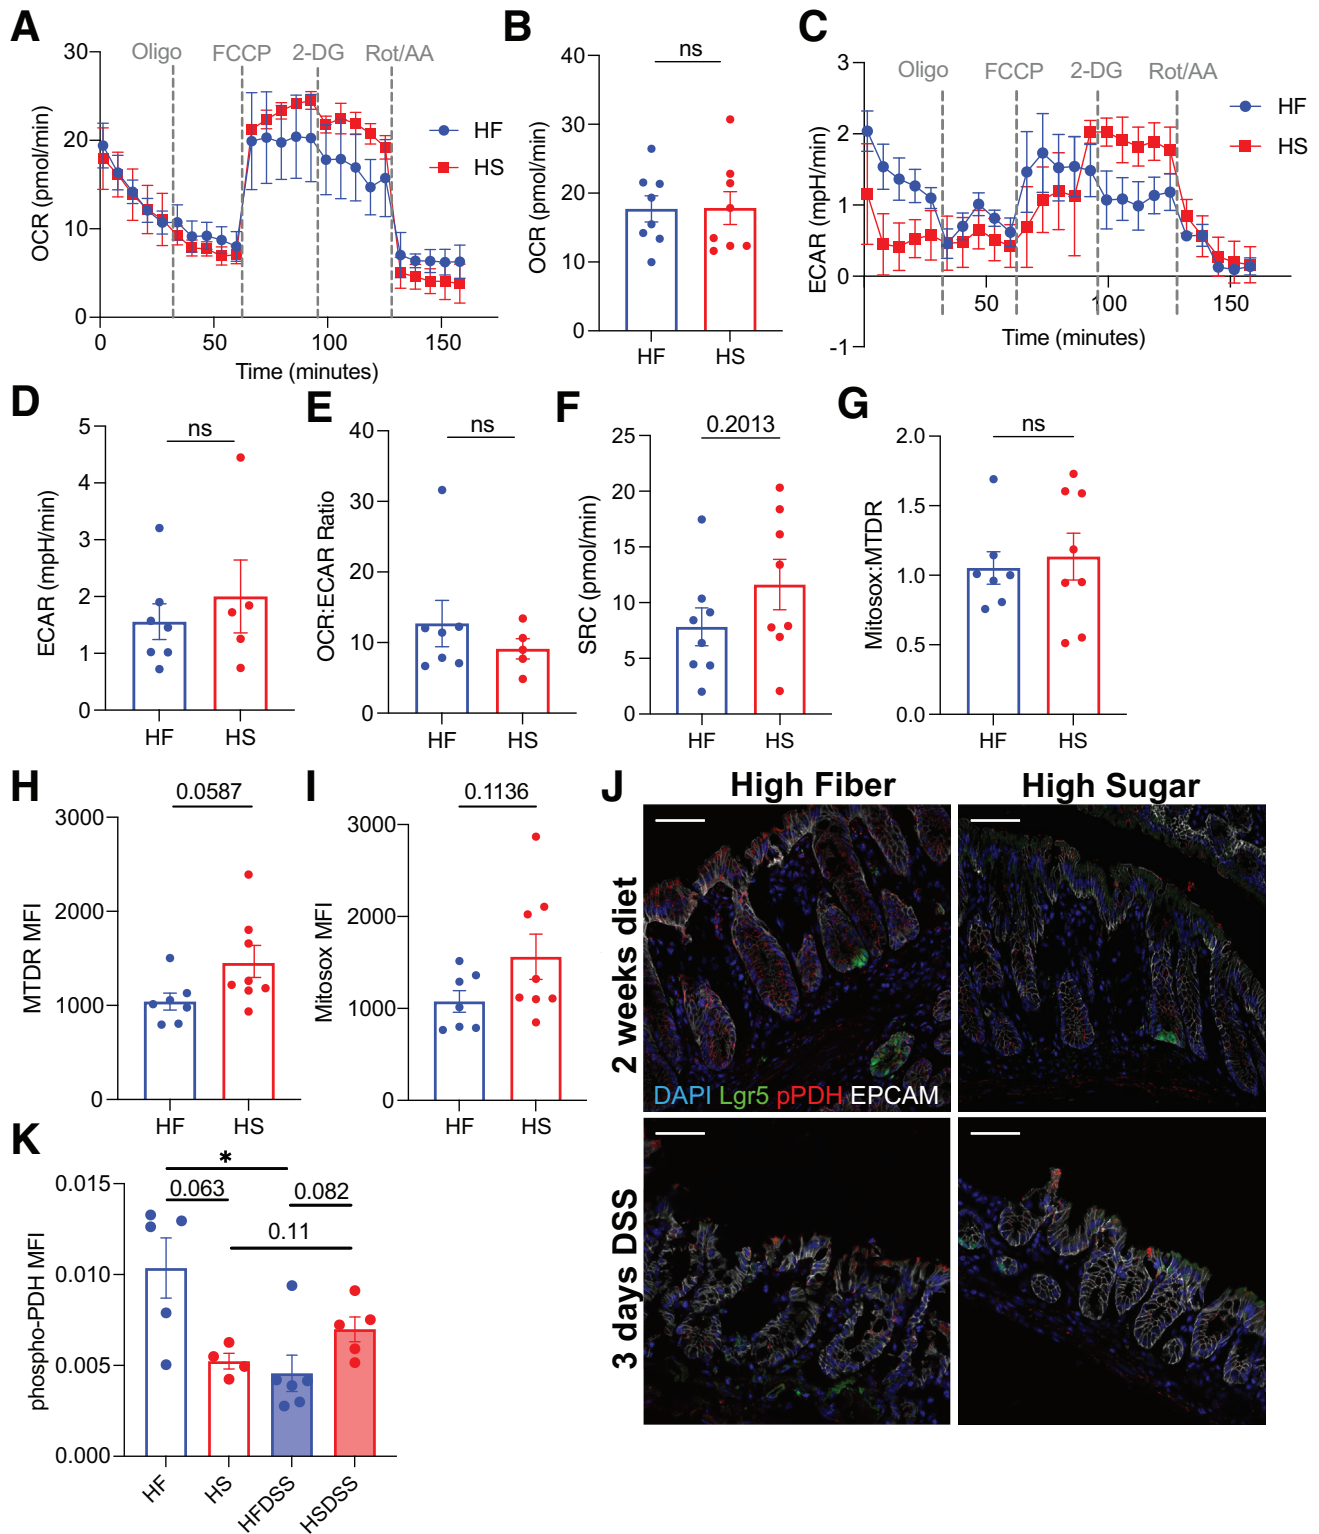 A
Oligo FCCP 2-DG Rot/AA
30
20
10
0
OCR (pmol/min)
0 50 100 150
Time (minutes)
HF
HS
B
ns
40
30
20
10
0
OCR (pmol/min)
HF HS
C
Oligo FCCP 2-DG Rot/AA
3
2
1
0
-1
ECAR (mpH/min)
50 100 150
Time (minutes)
HF
HS
D
ns
5
4
3
2
1
0
ECAR (mpH/min)
HF HS
E
ns
40
30
20
10
0
OCR:ECAR Ratio
HF HS
F
0.2013
25
20
15
10
5
0
SRC (pmol/min)
HF HS
G
ns
2.0
1.5
1.0
0.5
0.0
Mitosox:MTDR
HF HS
H
0.0587
3000
2000
1000
0
MTDR MFI
HF HS
I
0.1136
3000
2000
1000
0
Mitosox MFI
HF HS
J
High Fiber High Sugar
2 weeks diet
DAPI Lgr5 pPDH EPCAM
3 days DSS
K
*
0.063 0.082
0.11
0.015
0.010
0.005
0.000
phospho-PDH MFI
HF HS HFDSS HSDSS